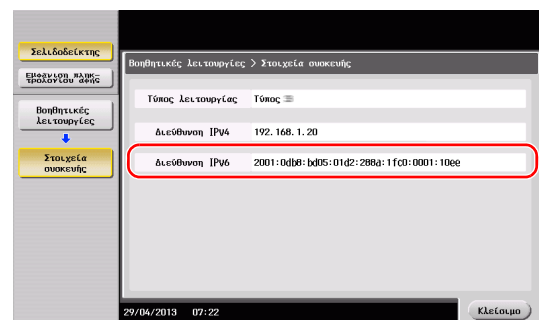 Σελιδοδείκτης
Εμφάνιση πληκ-
τρολογίου αφής
Βοηθητικές
λειτουργίες
Στοιχεία
συσκευής
Βοηθητικές λειτουργίες > Στοιχεία συσκευής
Τύπος λειτουργίας Τύπος
Διεύθυνση IPv4 192.168.1.20
Διεύθυνση IPv6 2001:0db8:bd05:01d2:288a:1fc0:0001:10ee
29/04/2013 07:22
Κλείσιμο